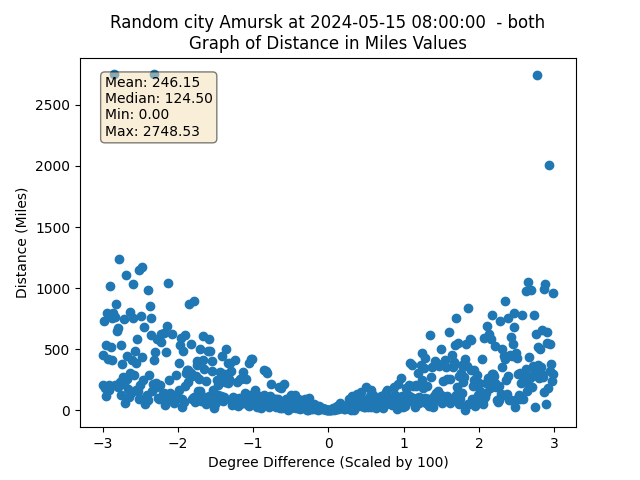 Random city Amursk at 2024-05-15 08:00:00  - both
Graph of Distance in Miles Values
Mean: 246.15
Median: 124.50
Min: 0.00
Max: 2748.53
2500
2000
1500
1000
500
0
Distance (Miles)
−3 −2 −1 0 1 2 3
Degree Difference (Scaled by 100)